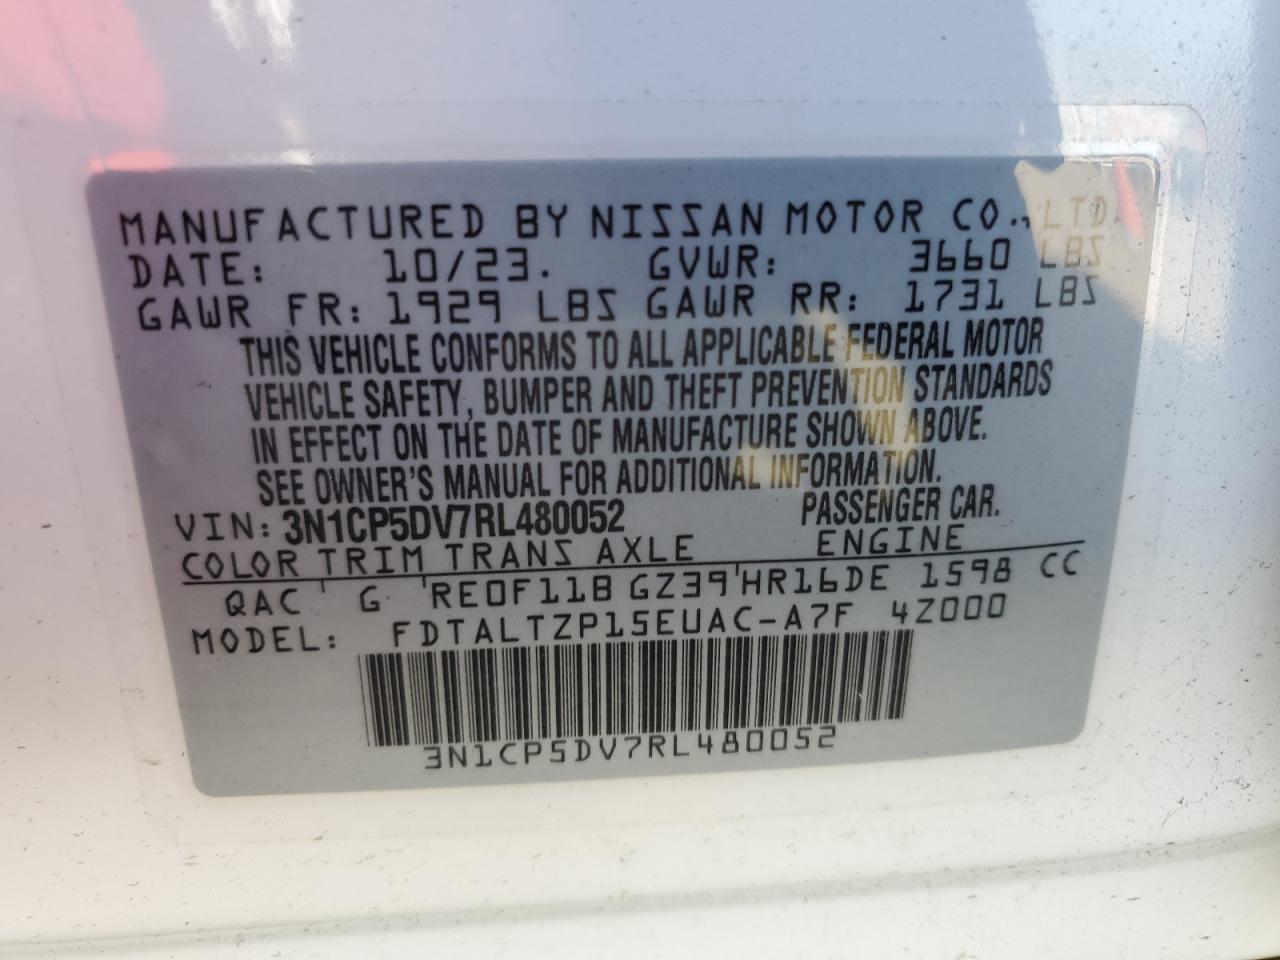 MANUFACTURED BY NISSAN MOTOR CO., LTD
DATE: 10/23. GVWR: 3660 LBS
GAWR FR: 1929 LBS GAWR RR: 1731 LBS
THIS VEHICLE CONFORMS TO ALL APPLICABLE FEDERAL MOTOR
VEHICLE SAFETY, BUMPER AND THEFT PREVENTION STANDARDS
IN EFFECT ON THE DATE OF MANUFACTURE SHOWN ABOVE.
SEE OWNER'S MANUAL FOR ADDITIONAL INFORMATION.
VIN: 3N1CP5DV7RL480052 PASSENGER CAR.
COLOR TRIM TRANS AXLE ENGINE
QAC G RE0F11B GZ39 HR16DE 1598 CC
MODEL: FDTALTZP15EUAC-A7F 4Z000
3N1CP5DV7RL480052